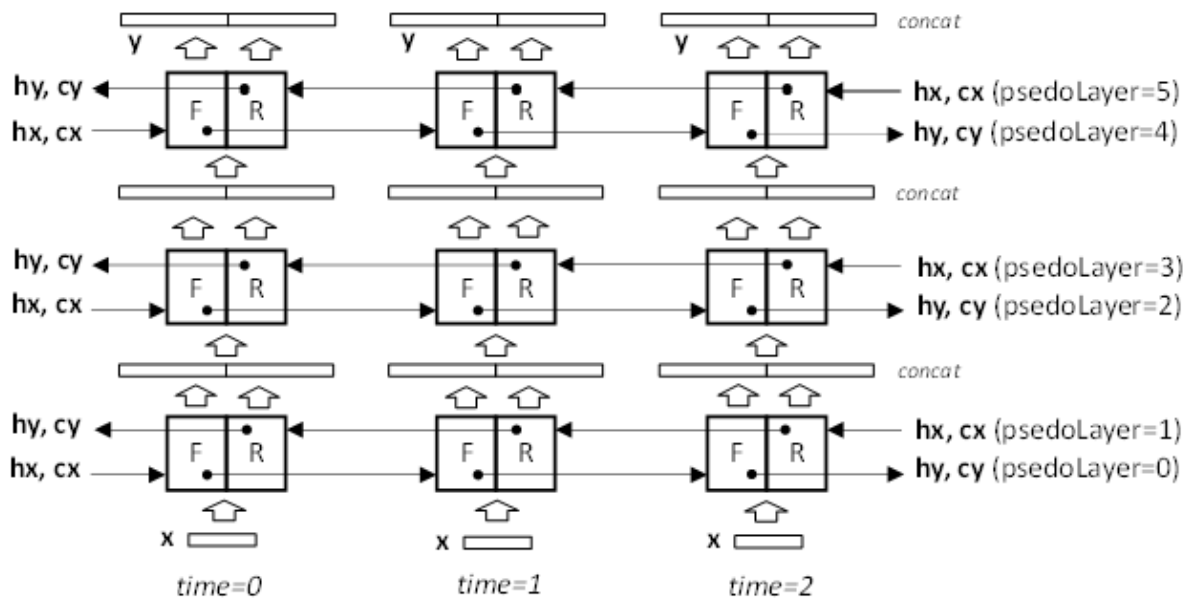 concat
y y y
hy, cy F R F R F R hx, cx (psedoLayer=5)
hx, cx hy, cy (psedoLayer=4)
concat
hy, cy F R F R F R hx, cx (psedoLayer=3)
hx, cx hy, cy (psedoLayer=2)
concat
hy, cy F R F R F R hx, cx (psedoLayer=1)
hx, cx hy, cy (psedoLayer=0)
x x x
time=0 time=1 time=2